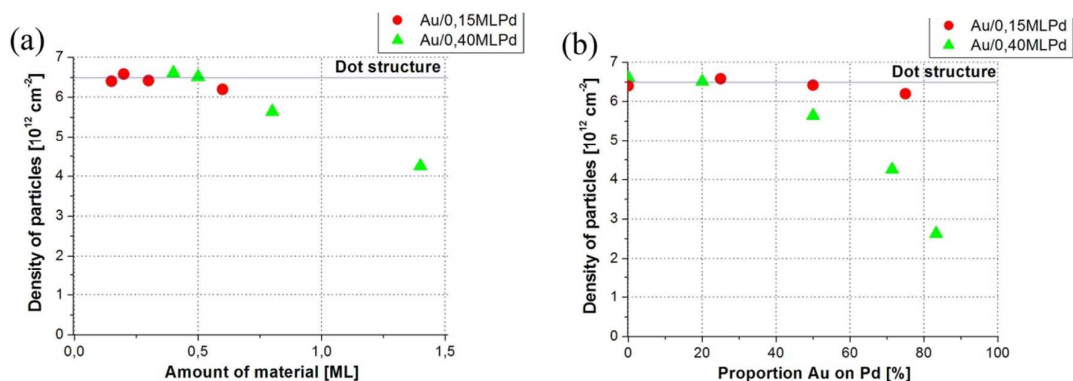 (a)
Au/0,15MLPd
Au/0,40MLPd
Dot structure
Density of particles [10¹² cm⁻²]
7
6
5
4
3
2
1
0
0,0 0,5 1,0 1,5
Amount of material [ML]
(b)
Au/0,15MLPd
Au/0,40MLPd
Dot structure
Density of particles [10¹² cm⁻²]
7
6
5
4
3
2
1
0
0 20 40 60 80 100
Proportion Au on Pd [%]